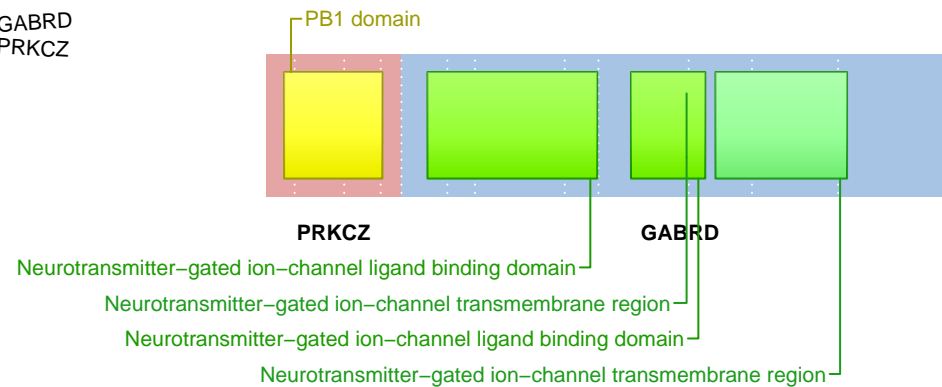 GABRD
PRKCZ
PB1 domain
PRKCZ
GABRD
Neurotransmitter−gated ion−channel ligand binding domain
Neurotransmitter−gated ion−channel transmembrane region
Neurotransmitter−gated ion−channel ligand binding domain
Neurotransmitter−gated ion−channel transmembrane region